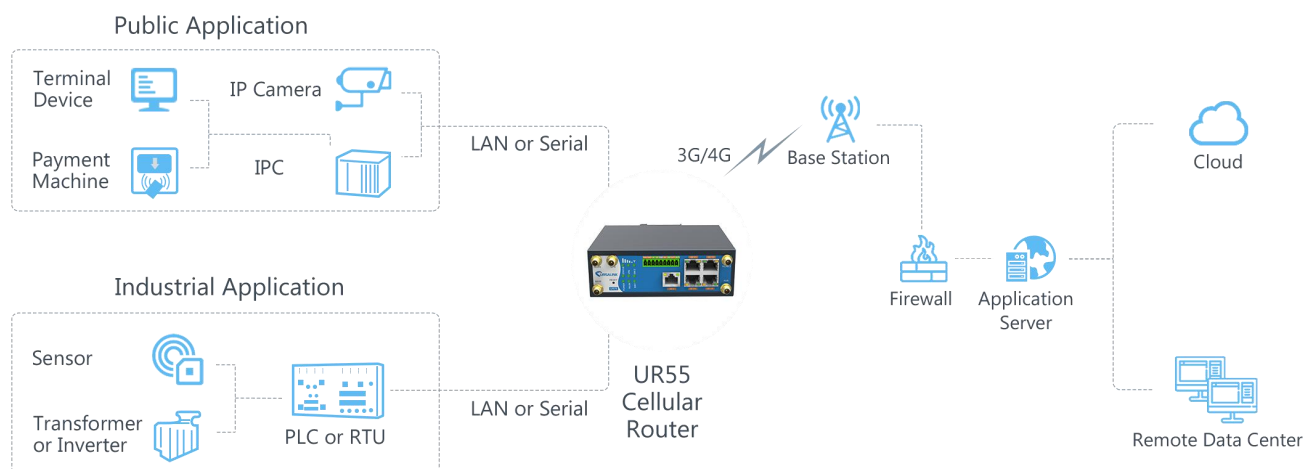 Public Application
Terminal
Device
IP Camera
Payment
Machine
IPC
LAN or Serial
3G/4G
Base Station
Cloud
Firewall
Application
Server
Industrial Application
Sensor
Transformer
or Inverter
PLC or RTU
LAN or Serial
UR55
Cellular
Router
Remote Data Center